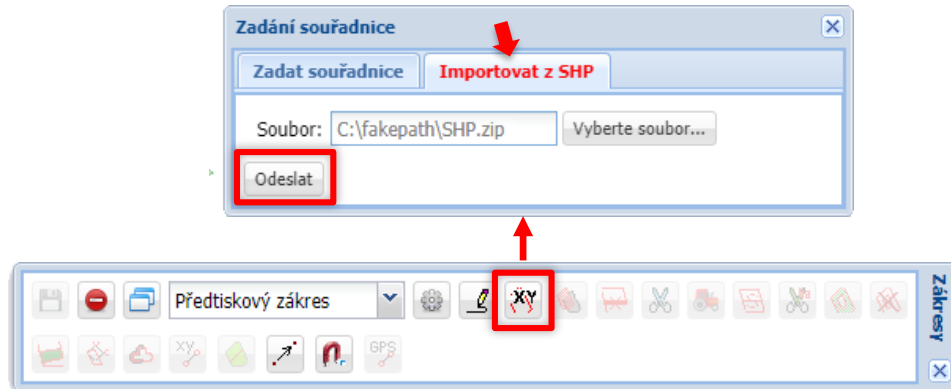 Zadání souřadnice
Zadat souřadnice
Importovat z SHP
Soubor: C:\fakepath\SHP.zip Vyberte soubor...
Odeslat
Předtiskový zákres
XY
Zákresy
XY
GPS